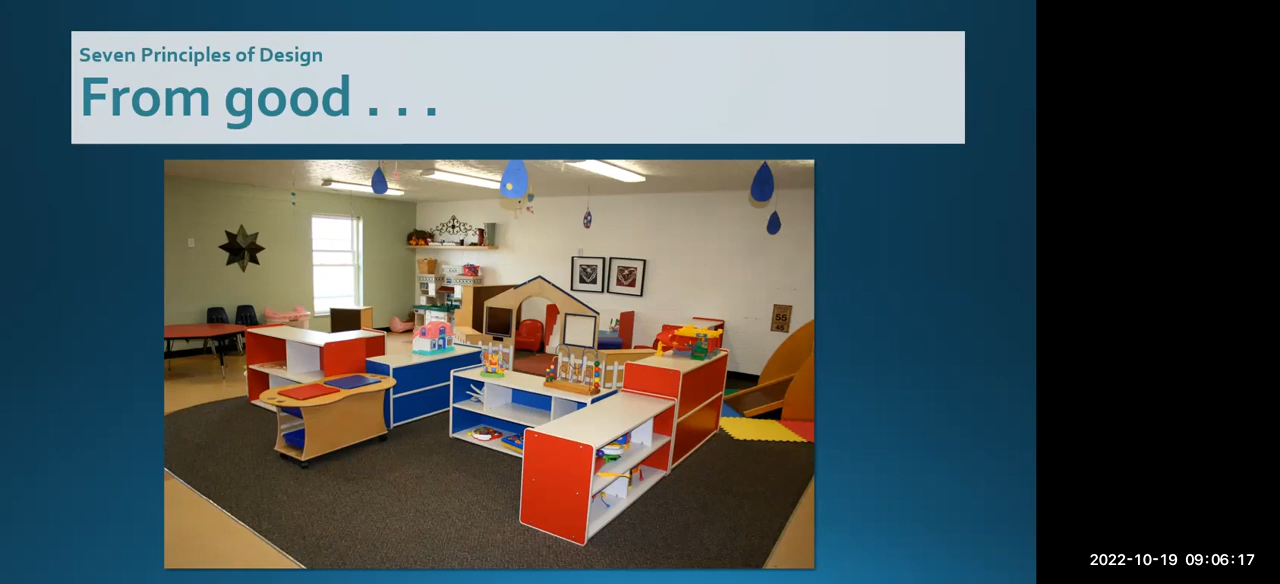 Seven Principles of Design
From good . . .
55
45
2022-10-19 09:06:17